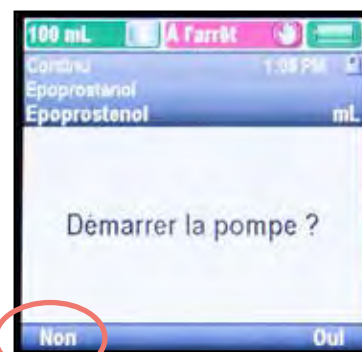 100 mL À l'arrêt
Continu 1:08 PM
Epoprostenol
Epoprostenol mL
Démarrer la pompe ?
Non Oui